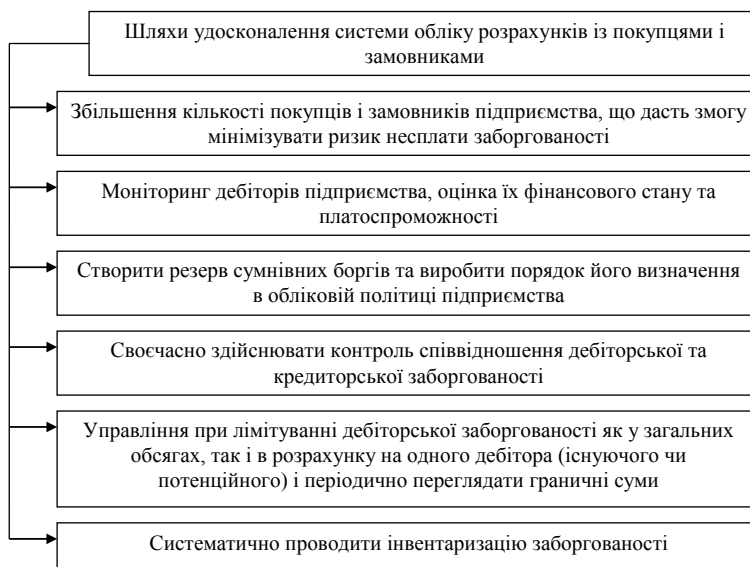 Шляхи удосконалення системи обліку розрахунків із покупцями і
замовниками
Збільшення кількості покупців і замовників підприємства, що дасть змогу
мінімізувати ризик несплати заборгованості
Моніторинг дебіторів підприємства, оцінка їх фінансового стану та
платоспроможності
Створити резерв сумнівних боргів та виробити порядок його визначення
в обліковій політиці підприємства
Своєчасно здійснювати контроль співвідношення дебіторської та
кредиторської заборгованості
Управління при лімітуванні дебіторської заборгованості як у загальних
обсягах, так і в розрахунку на одного дебітора (існуючого чи
потенційного) і періодично переглядати граничні суми
Систематично проводити інвентаризацію заборгованості